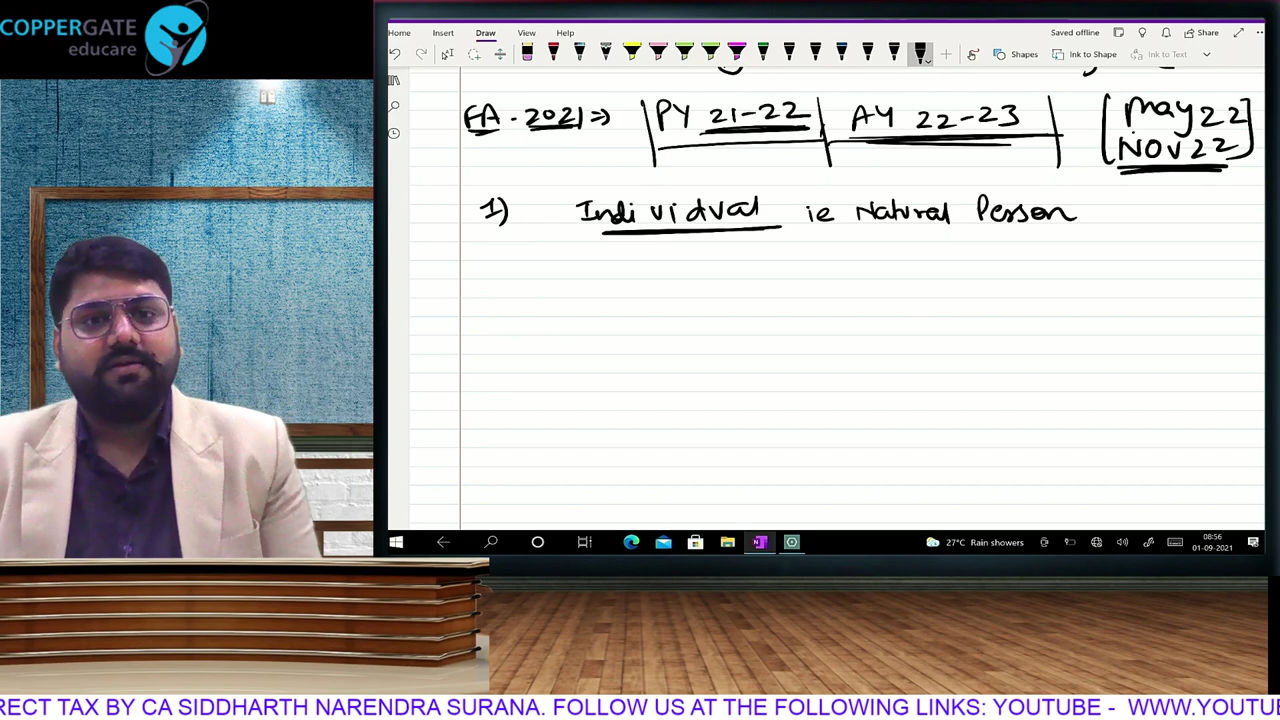 COPPERGATE
educare
Home Insert Draw View Help
Saved offline
Share
Shapes
Ink to Shape
Ink to Text
FA. 2021 => PY 21-22 AY 22-23 [May 22
NOV 22]
1) Individual ie Natural Person
27°C Rain showers
08:56
01-09-2021
RECT TAX BY CA SIDDHARTH NARENDRA SURANA. FOLLOW US AT THE FOLLOWING LINKS: YOUTUBE - WWW.YOUTU